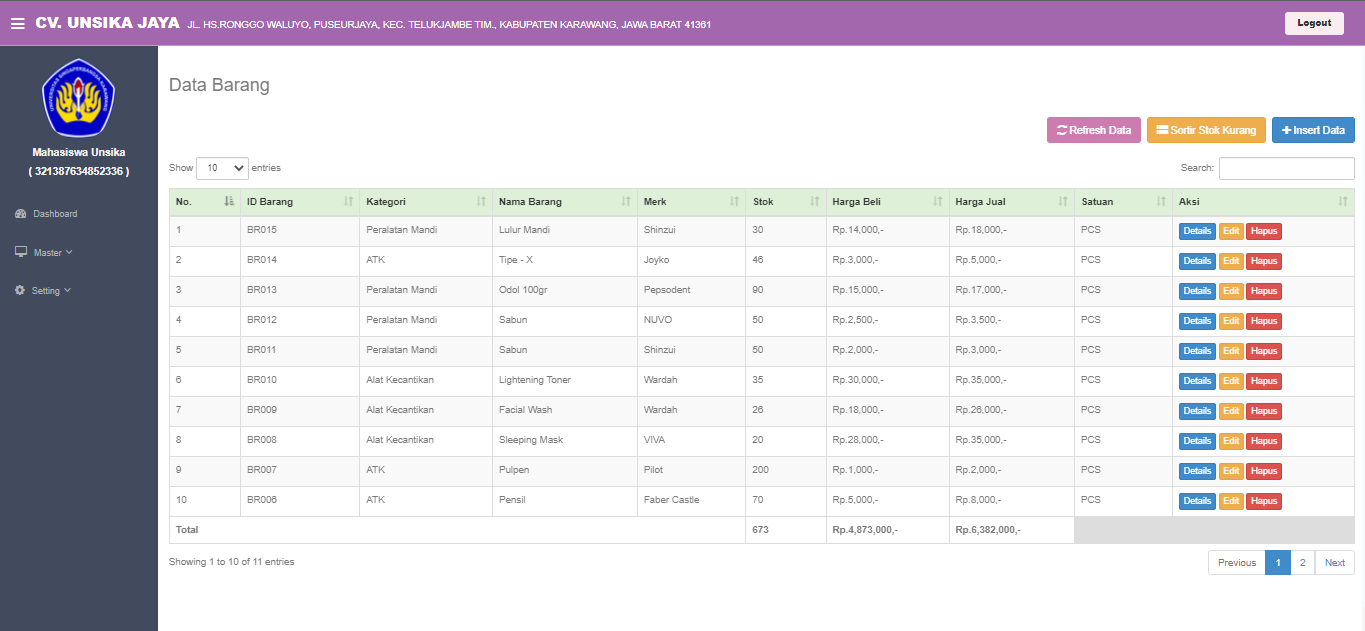 CV. UNSIKA JAYA JL. HS.RONGGO WALUYO, PUSEURJAYA, KEC. TELUKJAMBE TIM., KABUPATEN KARAWANG, JAWA BARAT 41361 Logout
Mahasiswa Unsika
( 321387634852336 )
Dashboard
Master
Setting
Data Barang
Refresh Data Sortir Stok Kurang Insert Data
Show 10 entries Search:
No. ID Barang Kategori Nama Barang Merk Stok Harga Beli Harga Jual Satuan Aksi
1 BR015 Peralatan Mandi Lulur Mandi Shinzui 30 Rp.14,000,- Rp.18,000,- PCS Details Edit Hapus
2 BR014 ATK Tipe - X Joyko 46 Rp.3,000,- Rp.5,000,- PCS Details Edit Hapus
3 BR013 Peralatan Mandi Odol 100gr Pepsodent 90 Rp.15,000,- Rp.17,000,- PCS Details Edit Hapus
4 BR012 Peralatan Mandi Sabun NUVO 50 Rp.2,500,- Rp.3,500,- PCS Details Edit Hapus
5 BR011 Peralatan Mandi Sabun Shinzui 50 Rp.2,000,- Rp.3,000,- PCS Details Edit Hapus
6 BR010 Alat Kecantikan Lightening Toner Wardah 35 Rp.30,000,- Rp.35,000,- PCS Details Edit Hapus
7 BR009 Alat Kecantikan Facial Wash Wardah 26 Rp.18,000,- Rp.26,000,- PCS Details Edit Hapus
8 BR008 Alat Kecantikan Sleeping Mask VIVA 20 Rp.28,000,- Rp.35,000,- PCS Details Edit Hapus
9 BR007 ATK Pulpen Pilot 200 Rp.1,000,- Rp.2,000,- PCS Details Edit Hapus
10 BR006 ATK Pensil Faber Castle 70 Rp.5,000,- Rp.8,000,- PCS Details Edit Hapus
Total 673 Rp.4,873,000,- Rp.6,382,000,-
Showing 1 to 10 of 11 entries Previous 1 2 Next